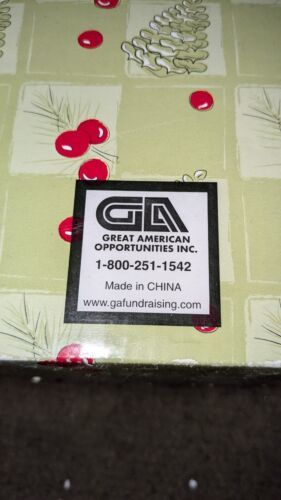 GA
GREAT AMERICAN
OPPORTUNITIES INC.
1-800-251-1542
Made in CHINA
www.gafundraising.com